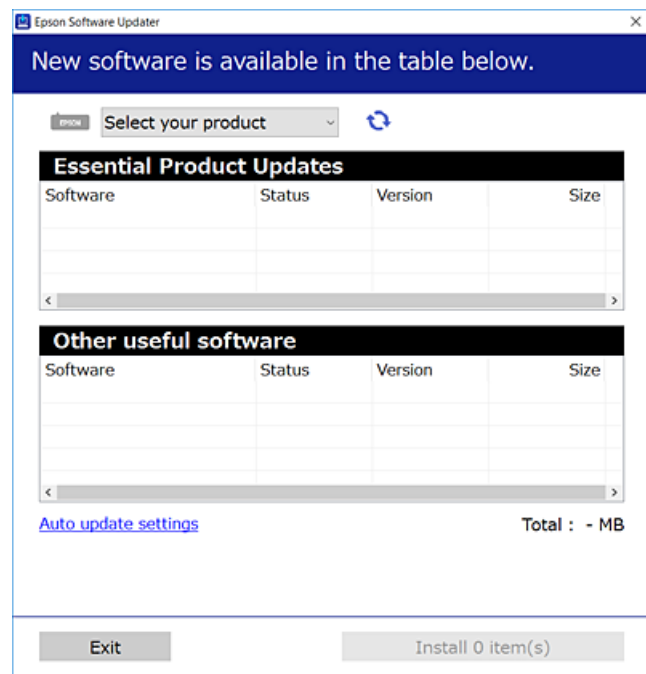 Epson Software Updater
New software is available in the table below.
EPSON Select your product
Essential Product Updates
Software Status Version Size
Other useful software
Software Status Version Size
Auto update settings Total : - MB
Exit Install 0 item(s)